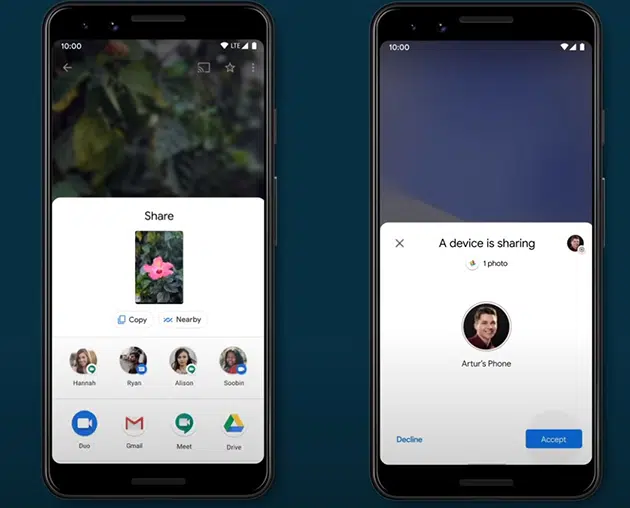 10:00
LTE
Share
Copy
Nearby
Hannah
Ryan
Alison
Soobin
Duo
Gmail
Meet
Drive
10:00
A device is sharing
1 photo
Artur's Phone
Decline
Accept